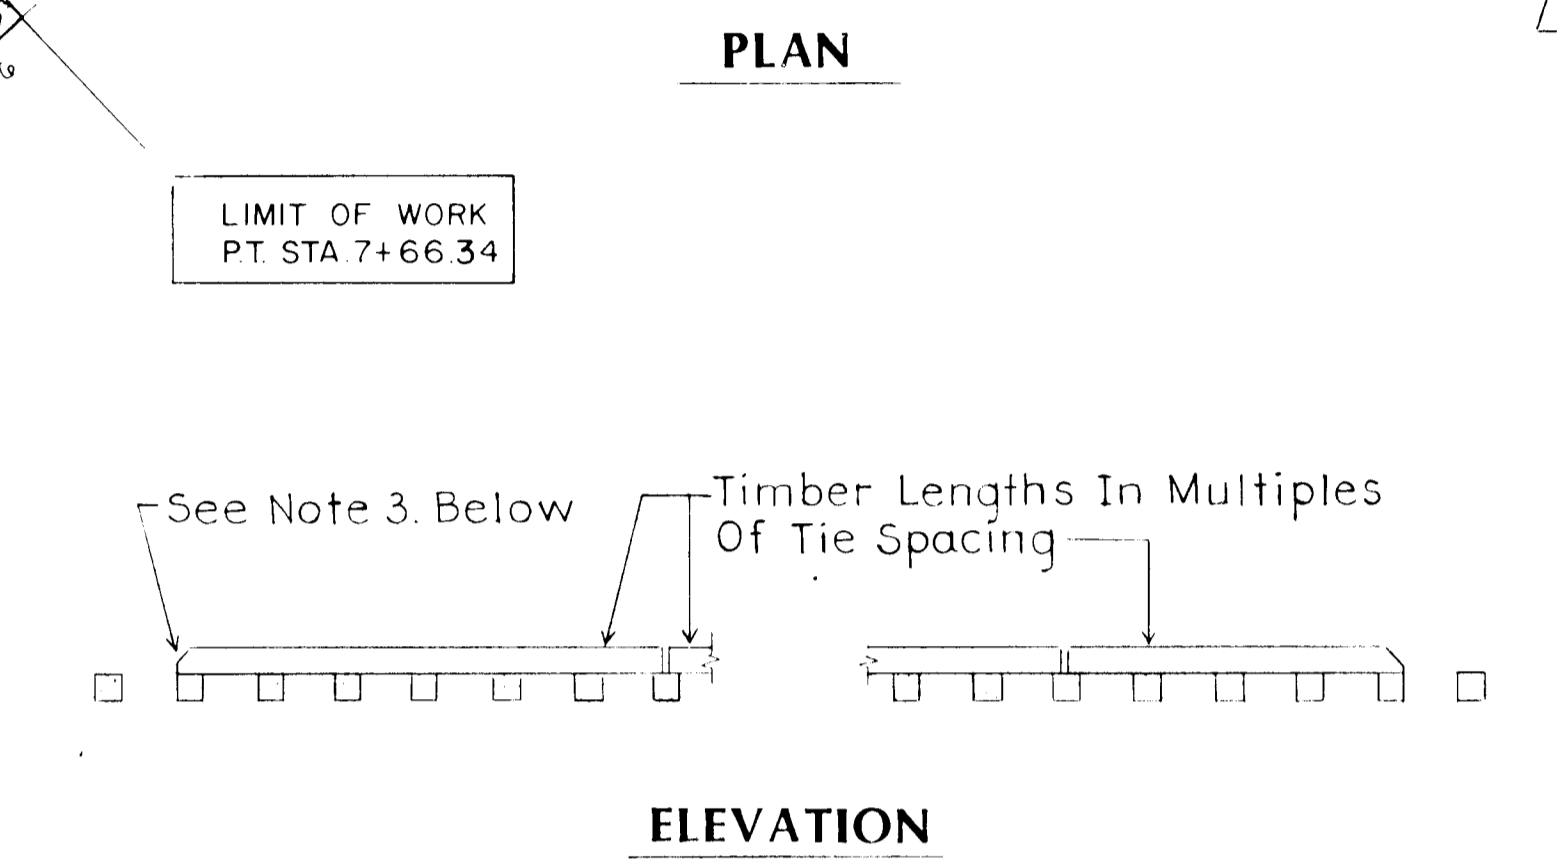 PLAN
LIMIT OF WORK
P.T. STA. 7+66.34
See Note 3. Below
Timber Lengths In Multiples
Of Tie Spacing
ELEVATION